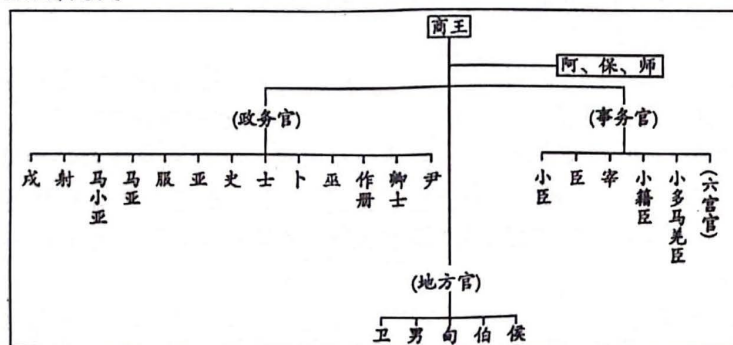 商王
阿、保、师
(政务官)
(事务官)
戍 射 马小亚 马亚 服 亚 史 士 卜 巫 作册 卿士 尹
小臣 臣 宰 小籍臣 小多马羌臣 (六官官)
(地方官)
卫 男 甸 伯 侯